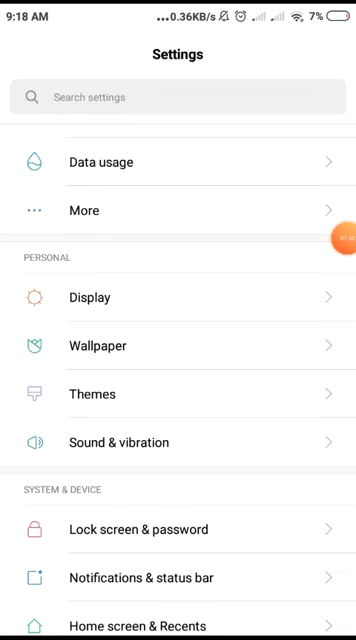 9:18 AM ...0.36KB/s 7%
Settings
Search settings
Data usage
More
PERSONAL
Display
Wallpaper
Themes
Sound & vibration
SYSTEM & DEVICE
Lock screen & password
Notifications & status bar
Home screen & Recents